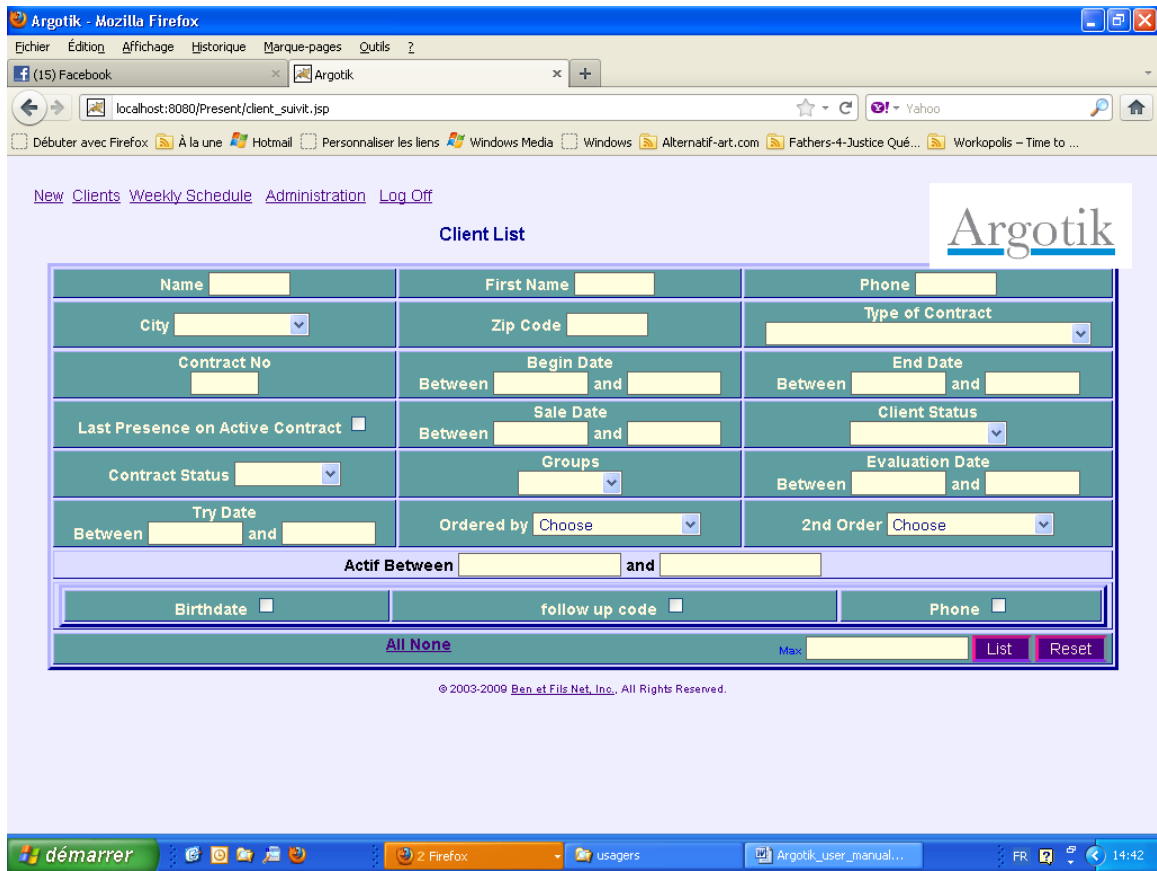 Argotik - Mozilla Firefox
Fichier Édition Affichage Historique Marque-pages Outils ?
(15) Facebook Argotik
localhost:8080/Present/client_suivit.jsp Yahoo
Débuter avec Firefox À la une Hotmail Personnaliser les liens Windows Media Windows Alternatif-art.com Fathers-4-Justice Qué... Workopolis – Time to ...
New Clients Weekly Schedule Administration Log Off
Argotik
Client List
Name First Name Phone
City Zip Code Type of Contract
Contract No Begin Date End Date
Between and Between and
Last Presence on Active Contract Sale Date Client Status
Between and
Contract Status Groups Evaluation Date
Between and
Try Date
Between and Ordered by Choose 2nd Order Choose
Actif Between and
Birthdate follow up code Phone
All None Max List Reset
© 2003-2009 Ben et Fils Net, Inc., All Rights Reserved.
démarrer 2 Firefox usagers Argotik_user_manual... FR 14:42